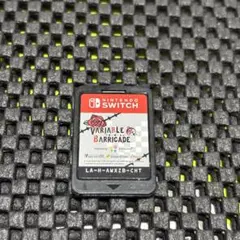 NINTENDO
SWITCH
VARIABLE
BARRICADE
LA-H-AWXZB-CHT